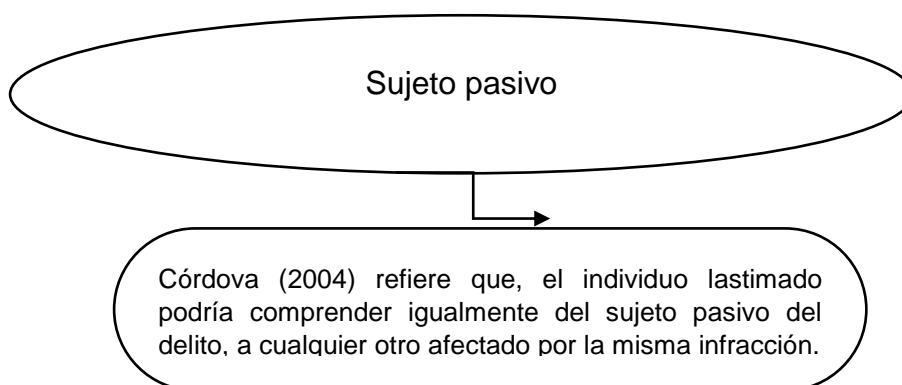 Sujeto pasivo
Córdova (2004) refiere que, el individuo lastimado
podría comprender igualmente del sujeto pasivo del
delito, a cualquier otro afectado por la misma infracción.